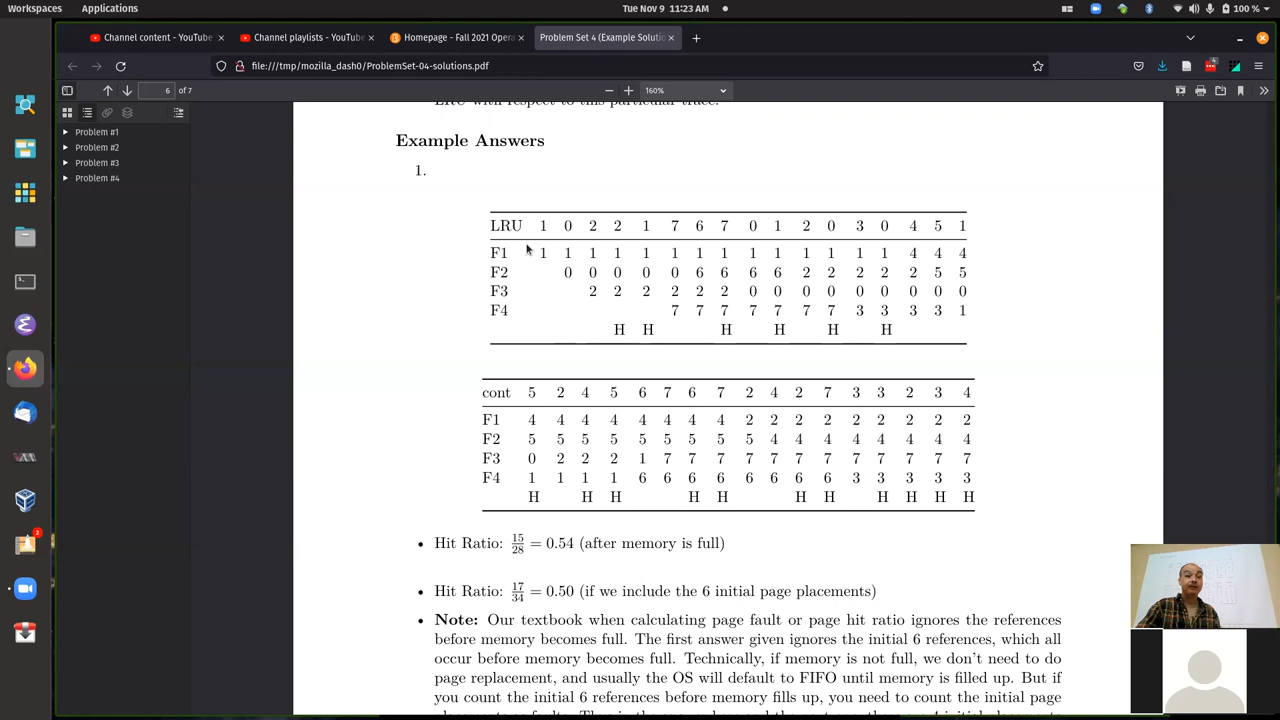 Workspaces Applications Tue Nov 9 11:23 AM 100 %
Channel content - YouTube Channel playlists - YouTube Homepage - Fall 2021 Opera Problem Set 4 (Example Solutio
file:///tmp/mozilla_dash0/ProblemSet-04-solutions.pdf
6 of 7 160%
Problem #1
Problem #2
Problem #3
Problem #4
LRU with respect to this particular trace.
Example Answers
1.
LRU 1 0 2 2 1 7 6 7 0 1 2 0 3 0 4 5 1
F1 1 1 1 1 1 1 1 1 1 1 1 1 1 1 4 4 4
F2 0 0 0 0 0 6 6 6 6 2 2 2 2 2 5 5
F3 2 2 2 2 2 2 0 0 0 0 0 0 0 0 0
F4 7 7 7 7 7 7 7 3 3 3 3 1
H H H H H H
cont 5 2 4 5 6 7 6 7 2 4 2 7 3 3 2 3 4
F1 4 4 4 4 4 4 4 4 2 2 2 2 2 2 2 2 2
F2 5 5 5 5 5 5 5 5 5 4 4 4 4 4 4 4 4
F3 0 2 2 2 1 7 7 7 7 7 7 7 7 7 7 7 7
F4 1 1 1 1 6 6 6 6 6 6 6 6 3 3 3 3 3
H H H H H H H H H H H
Hit Ratio: 15/28 = 0.54 (after memory is full)
Hit Ratio: 17/34 = 0.50 (if we include the 6 initial page placements)
Note: Our textbook when calculating page fault or page hit ratio ignores the references
before memory becomes full. The first answer given ignores the initial 6 references, which all
occur before memory becomes full. Technically, if memory is not full, we don't need to do
page replacement, and usually the OS will default to FIFO until memory is filled up. But if
you count the initial 6 references before memory fills up, you need to count the initial page